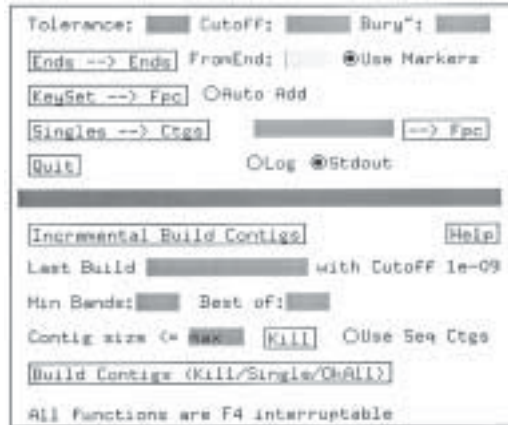 Tolerance: Cutoff: Bury~:
Ends --> Ends FromEnd: Use Markers
KeySet --> Fpc Auto Add
Singles --> Ctgs --> Fpc
Quit Log Stdout
Incremental Build Contigs Help
Last Build with Cutoff 1e-09
Min Bands: Best of:
Contig size <= max Kill Use Seq Ctgs
Build Contigs (Kill/Single/OkAll)
All functions are F4 interruptable